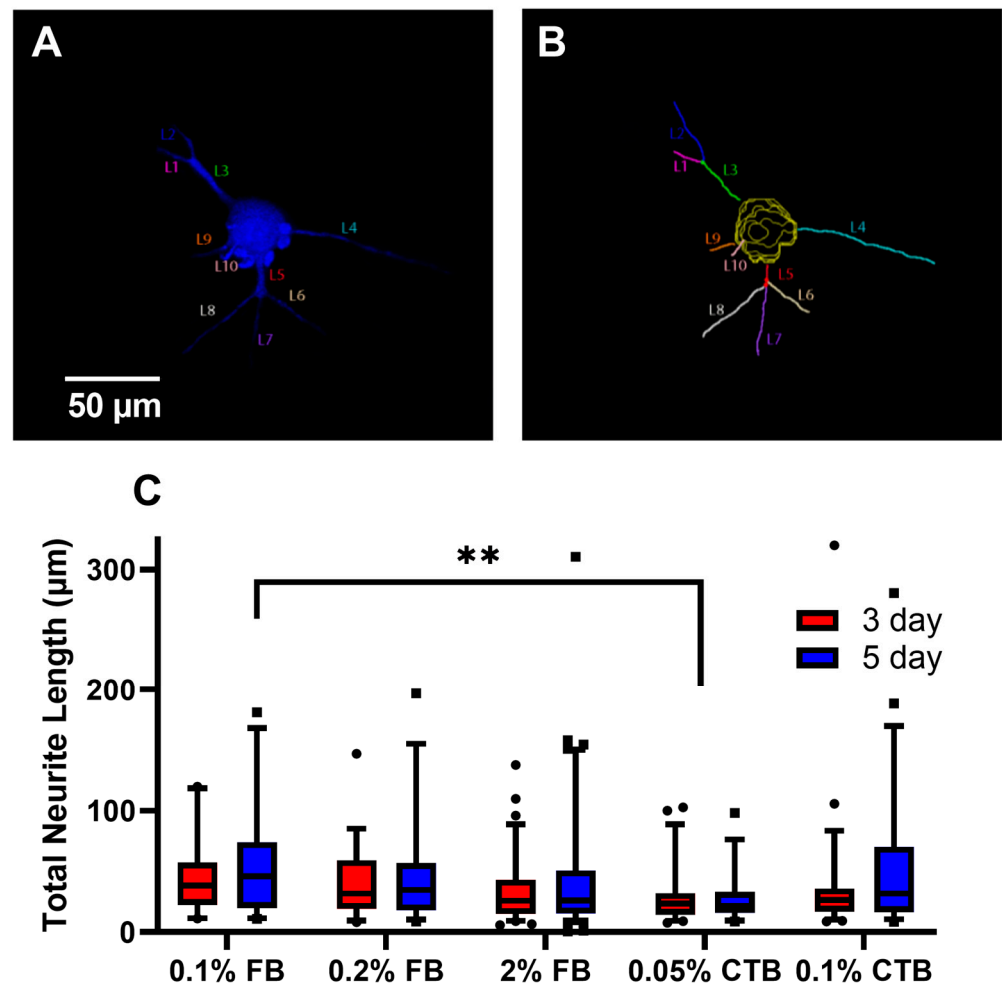 A
L2
L1
L3
L9
L10
L4
L5
L6
L8
L7
50 µm
B
L2
L1
L3
L9
L10
L4
L5
L6
L8
L7
C
Total Neurite Length (µm)
300
200
100
0
**
3 day
5 day
0.1% FB
0.2% FB
2% FB
0.05% CTB
0.1% CTB